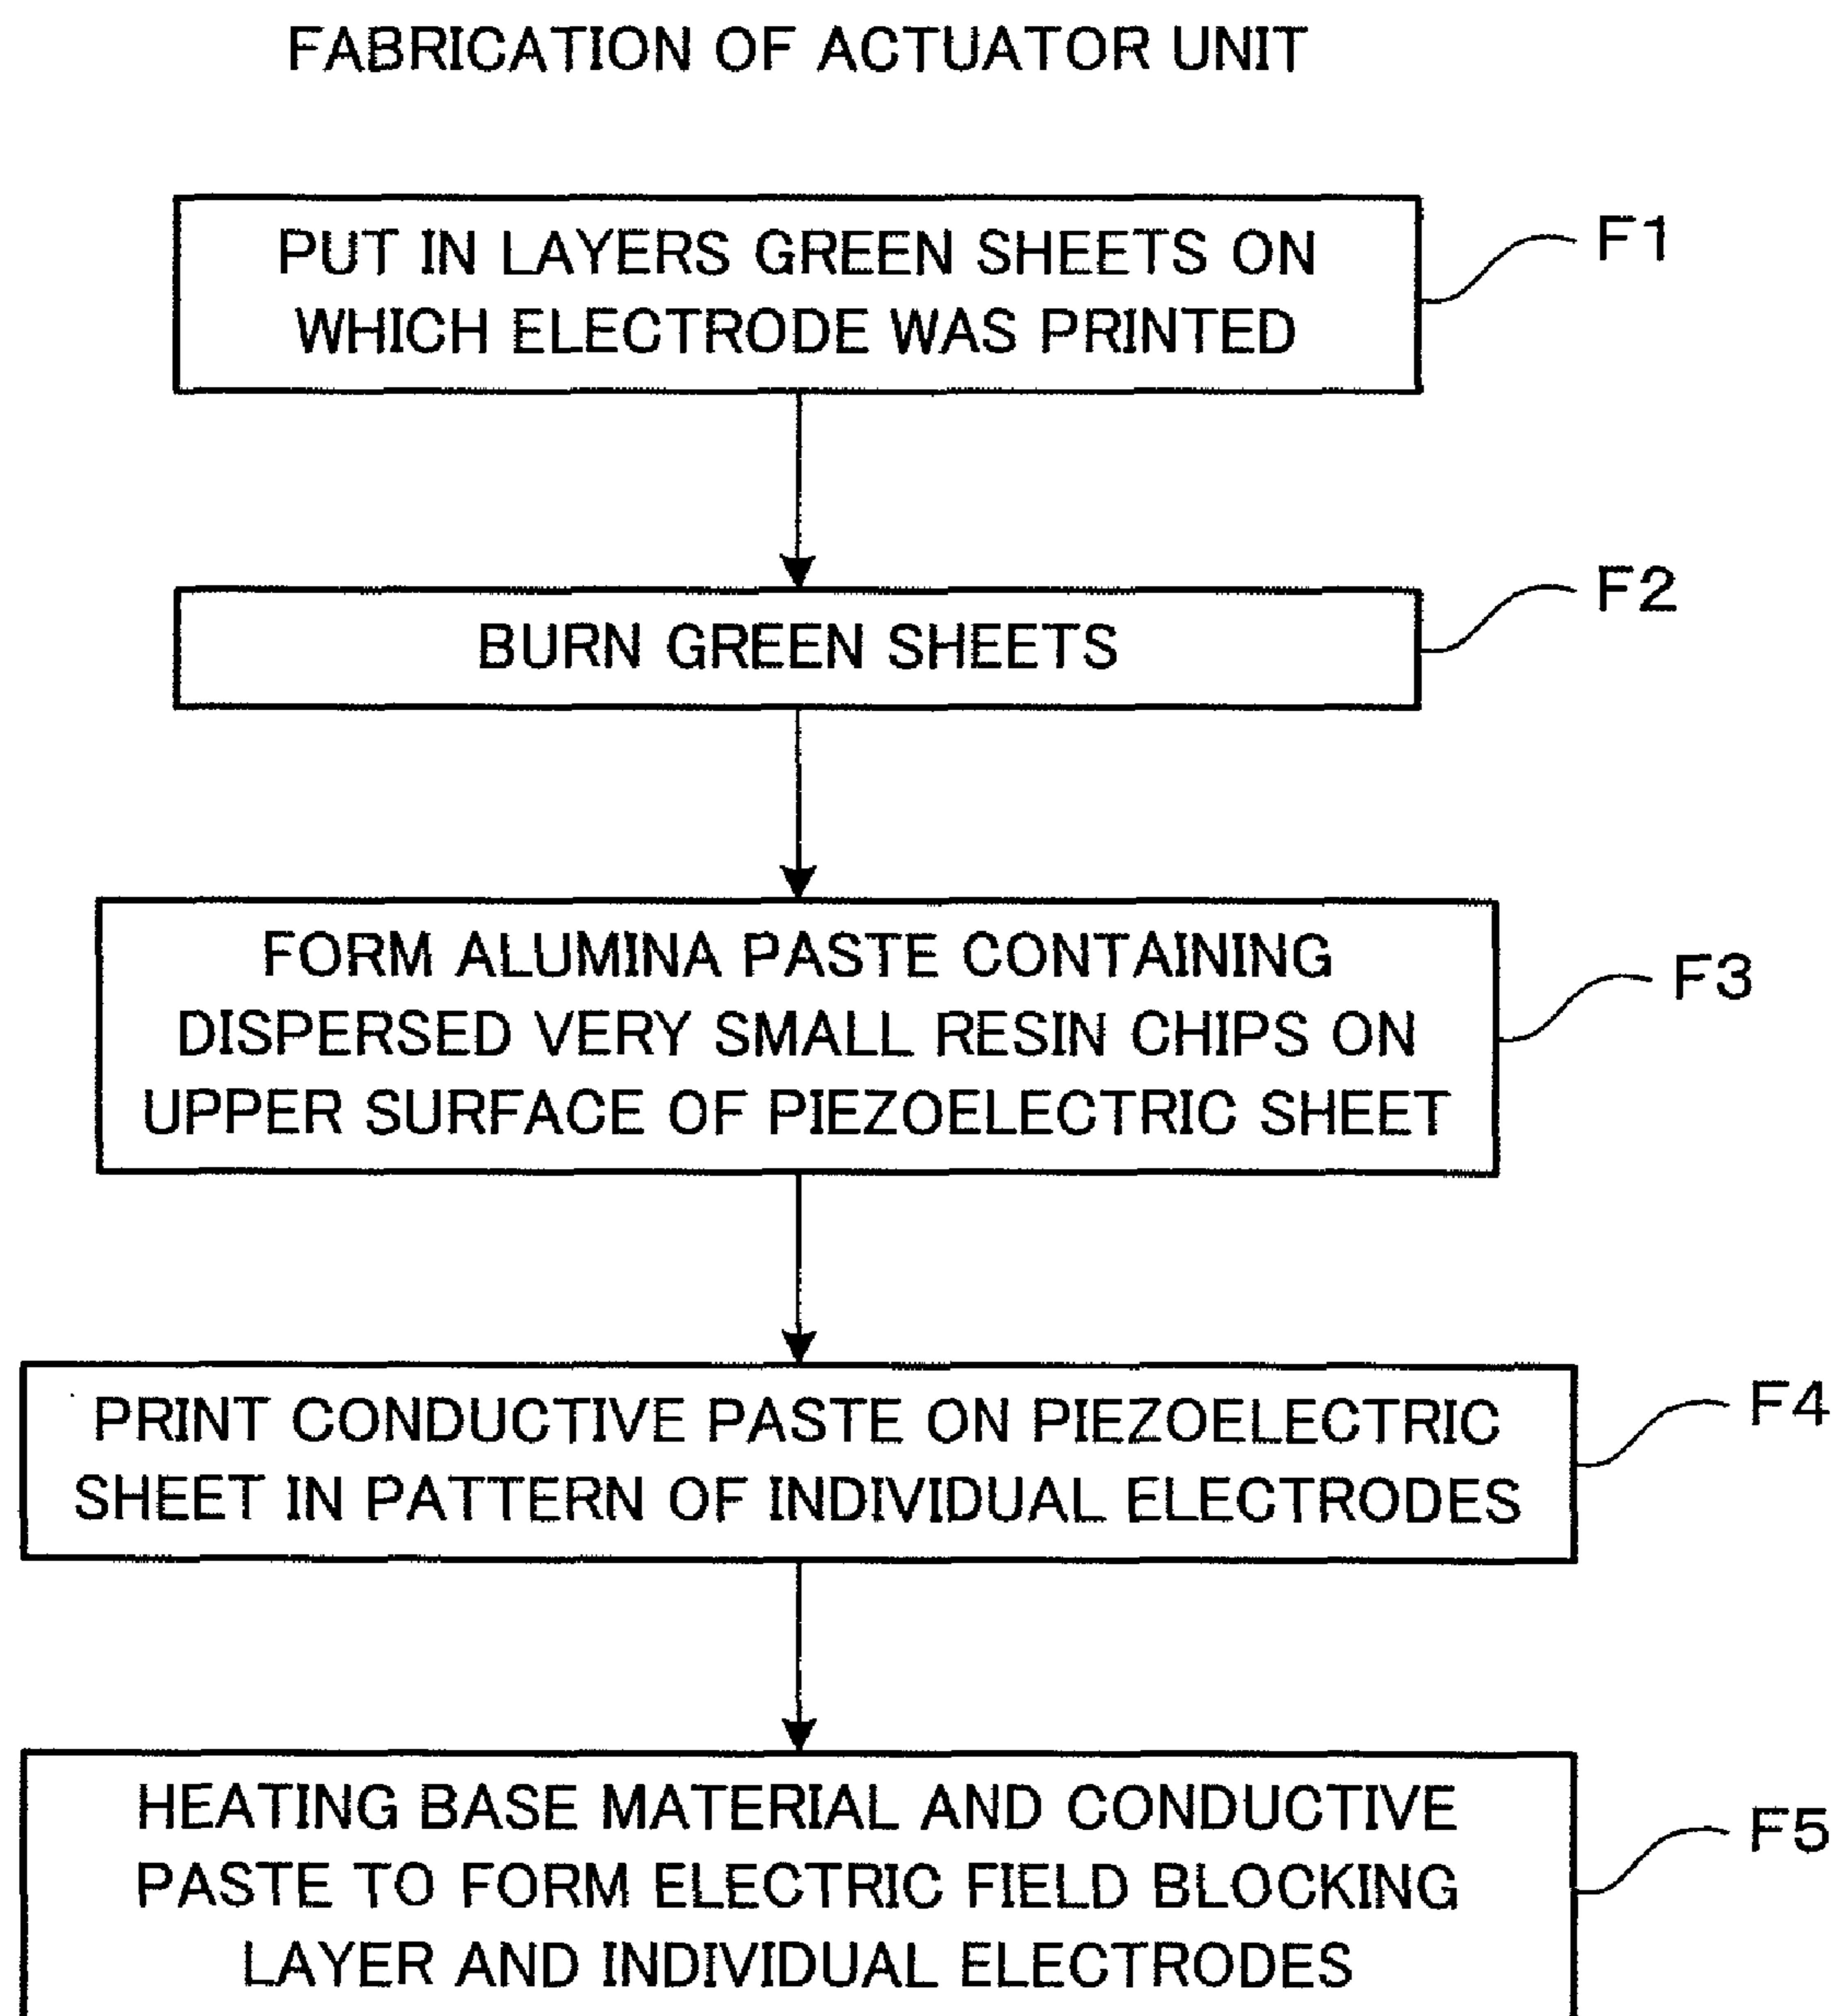 FABRICATION OF ACTUATOR UNIT
PUT IN LAYERS GREEN SHEETS ON
WHICH ELECTRODE WAS PRINTED
F1
BURN GREEN SHEETS
F2
FORM ALUMINA PASTE CONTAINING
DISPERSED VERY SMALL RESIN CHIPS ON
UPPER SURFACE OF PIEZOELECTRIC SHEET
F3
PRINT CONDUCTIVE PASTE ON PIEZOELECTRIC
SHEET IN PATTERN OF INDIVIDUAL ELECTRODES
F4
HEATING BASE MATERIAL AND CONDUCTIVE
PASTE TO FORM ELECTRIC FIELD BLOCKING
LAYER AND INDIVIDUAL ELECTRODES
F5